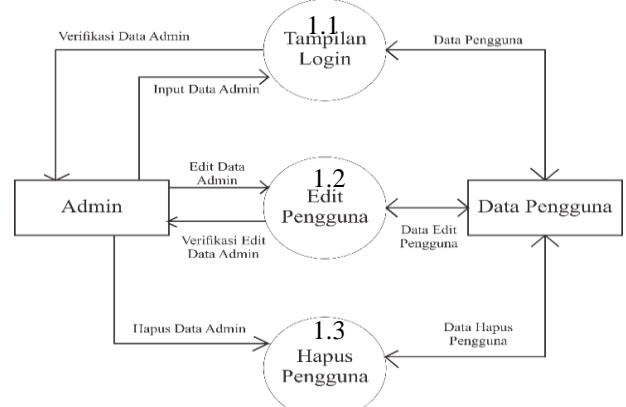 1.1
Tampilan
Login
Verifikasi Data Admin
Data Pengguna
Input Data Admin
Edit Data
Admin
1.2
Edit
Pengguna
Admin
Data Pengguna
Verifikasi Edit
Data Admin
Data Edit
Pengguna
1.3
Hapus
Pengguna
Hapus Data Admin
Data Hapus
Pengguna